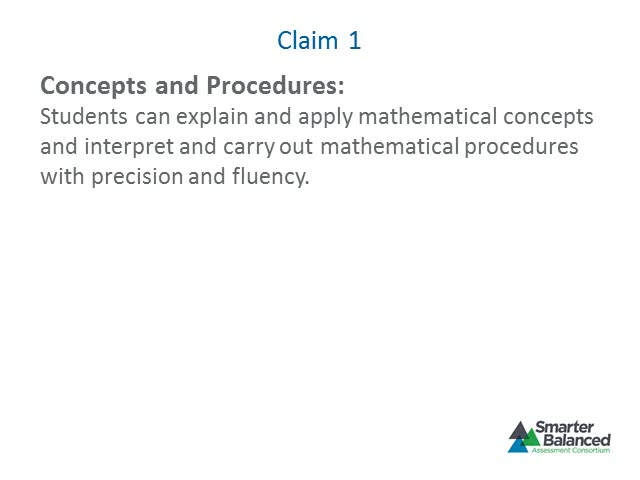 Claim 1
Concepts and Procedures:
Students can explain and apply mathematical concepts
and interpret and carry out mathematical procedures
with precision and fluency.
Smarter
Balanced
Assessment Consortium